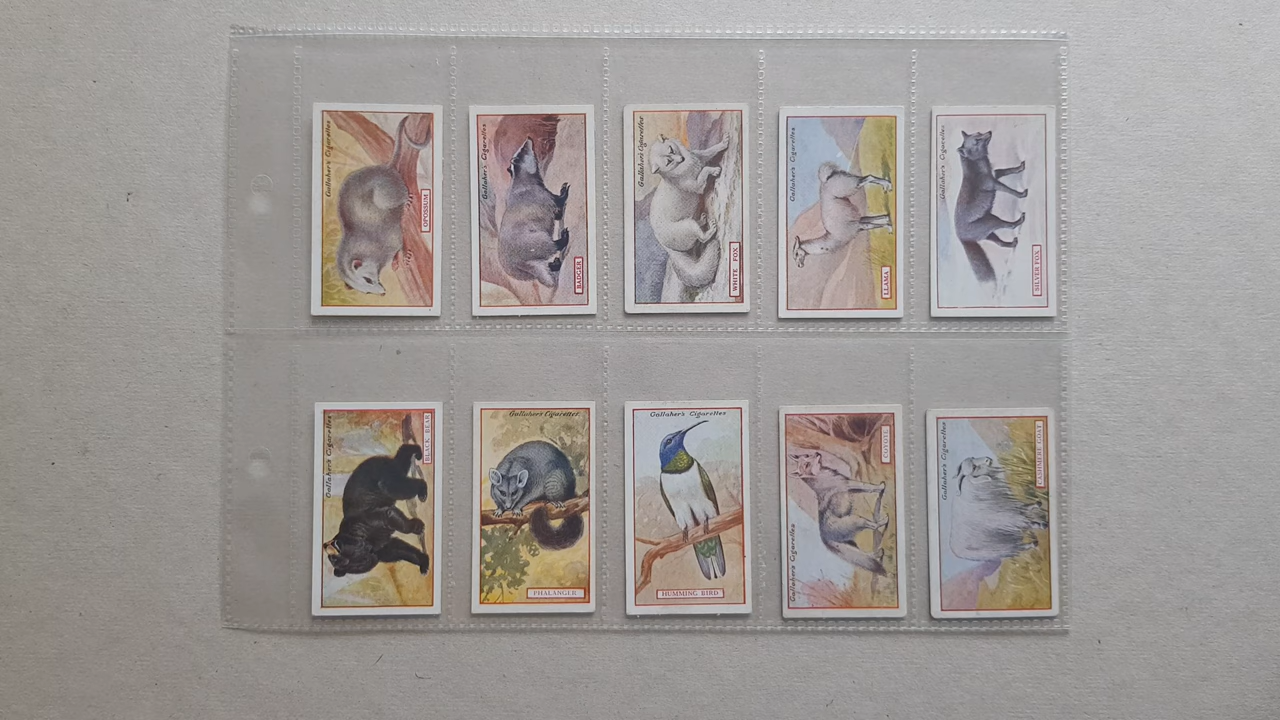 Gallaher's Cigarettes
OPOSSUM
Gallaher's Cigarettes
BADGER
Gallaher's Cigarettes
WHITE FOX
Gallaher's Cigarettes
LLAMA
Gallaher's Cigarettes
SILVER FOX
Gallaher's Cigarettes
BLACK BEAR
Gallaher's Cigarettes
PHALANGER
Gallaher's Cigarettes
HUMMING BIRD
Gallaher's Cigarettes
COYOTE
Gallaher's Cigarettes
CASHMERE GOAT